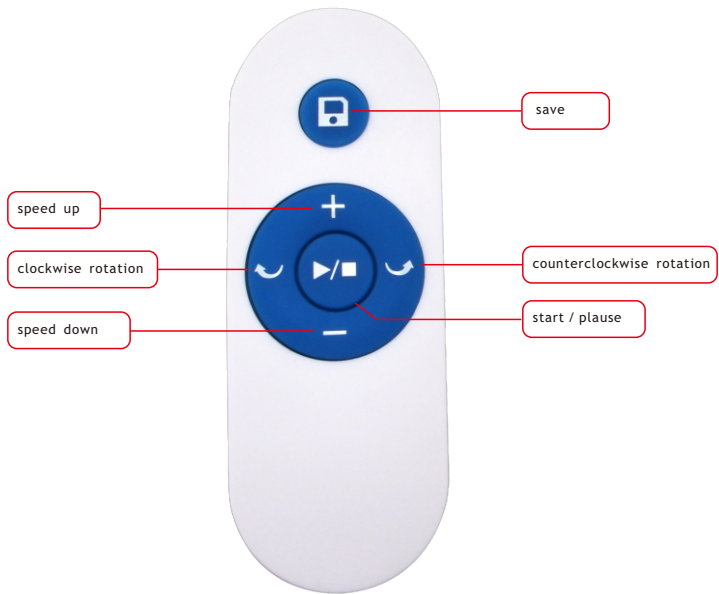 save
speed up
clockwise rotation
counterclockwise rotation
start / plause
speed down